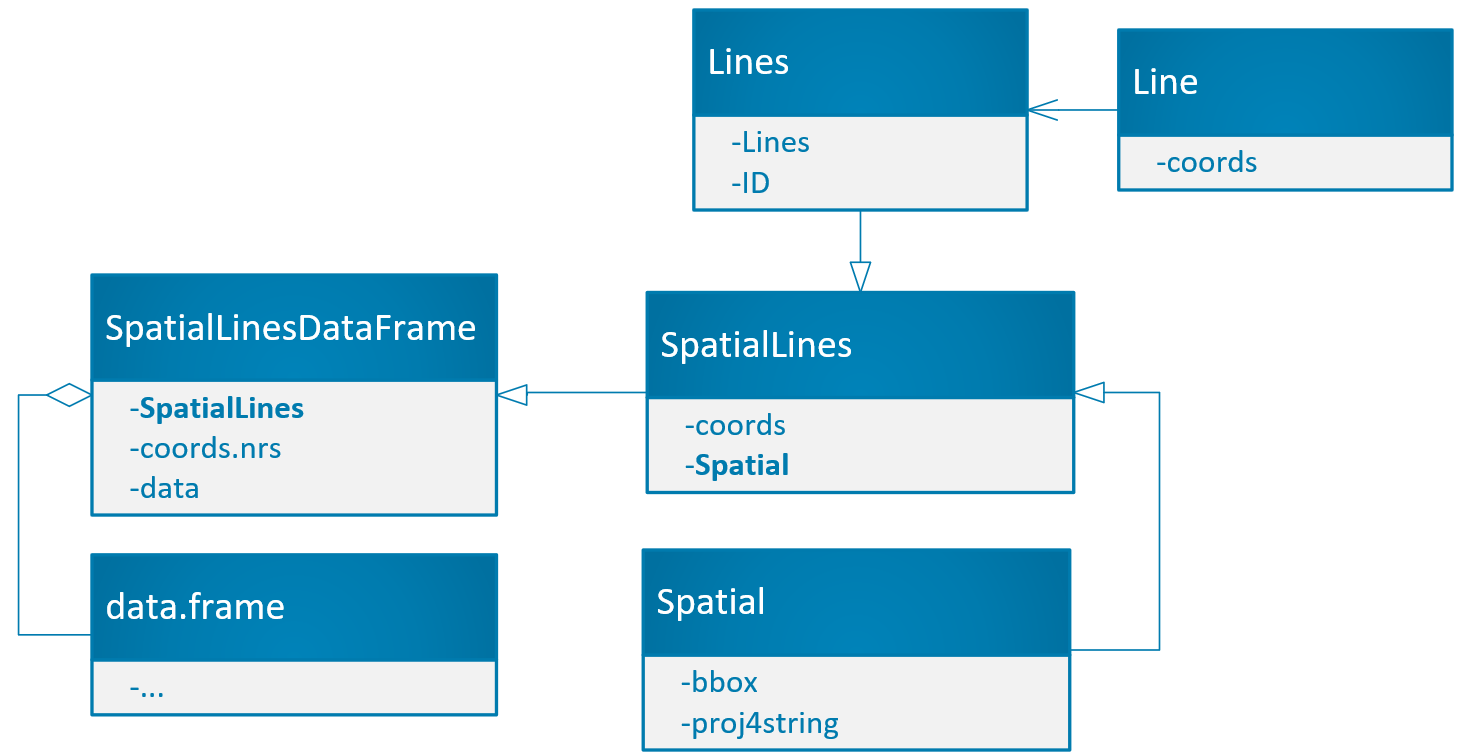 Lines
-Lines
-ID
Line
-coords
SpatialLinesDataFrame
-SpatialLines
-coords.nrs
-data
SpatialLines
-coords
-Spatial
data.frame
-...
Spatial
-bbox
-proj4string